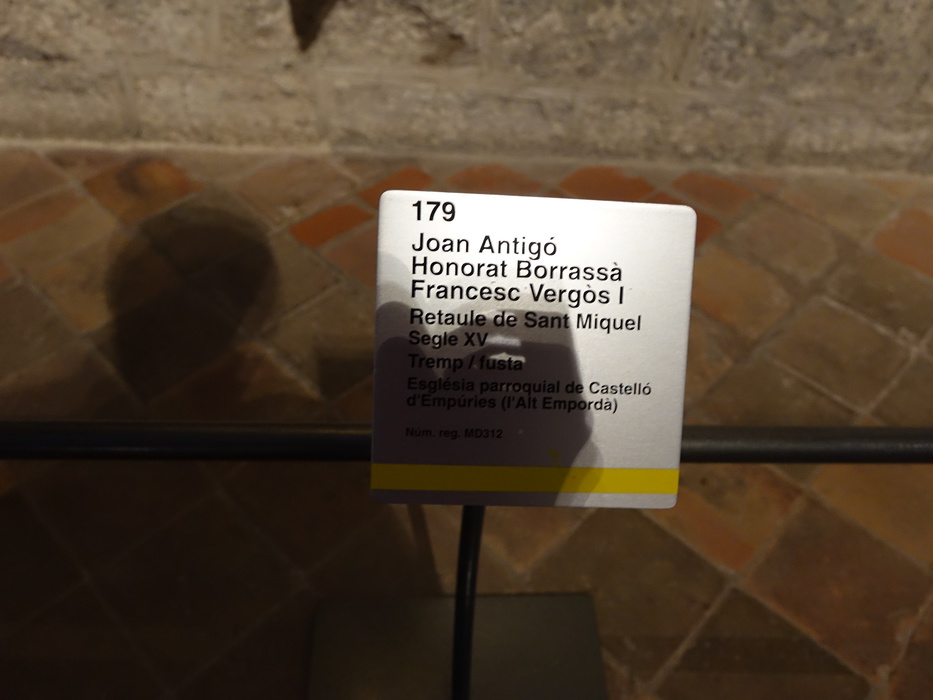 179
Joan Antigó
Honorat Borrassà
Francesc Vergòs I
Retaule de Sant Miquel
Segle XV
Tremp / fusta
Església parroquial de Castelló
d'Empúries (l'Alt Empordà)
Núm. reg. MD312